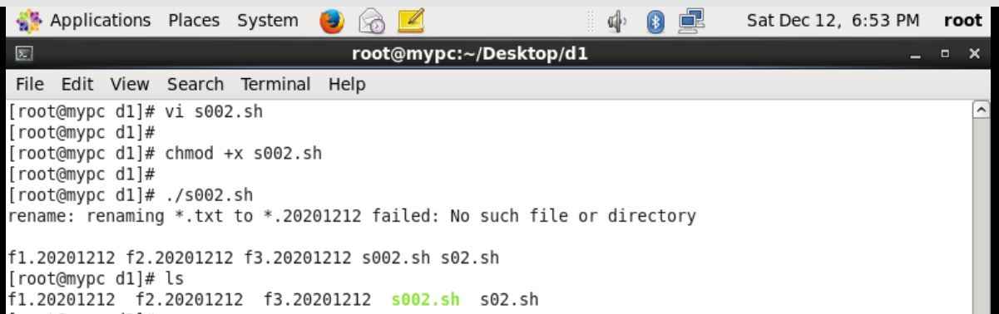 Applications Places System Sat Dec 12, 6:53 PM root
root@mypc:~/Desktop/d1
File Edit View Search Terminal Help
[root@mypc d1]# vi s002.sh
[root@mypc d1]#
[root@mypc d1]# chmod +x s002.sh
[root@mypc d1]#
[root@mypc d1]# ./s002.sh
rename: renaming *.txt to *.20201212 failed: No such file or directory

f1.20201212 f2.20201212 f3.20201212 s002.sh s02.sh
[root@mypc d1]# ls
f1.20201212  f2.20201212  f3.20201212  s002.sh  s02.sh